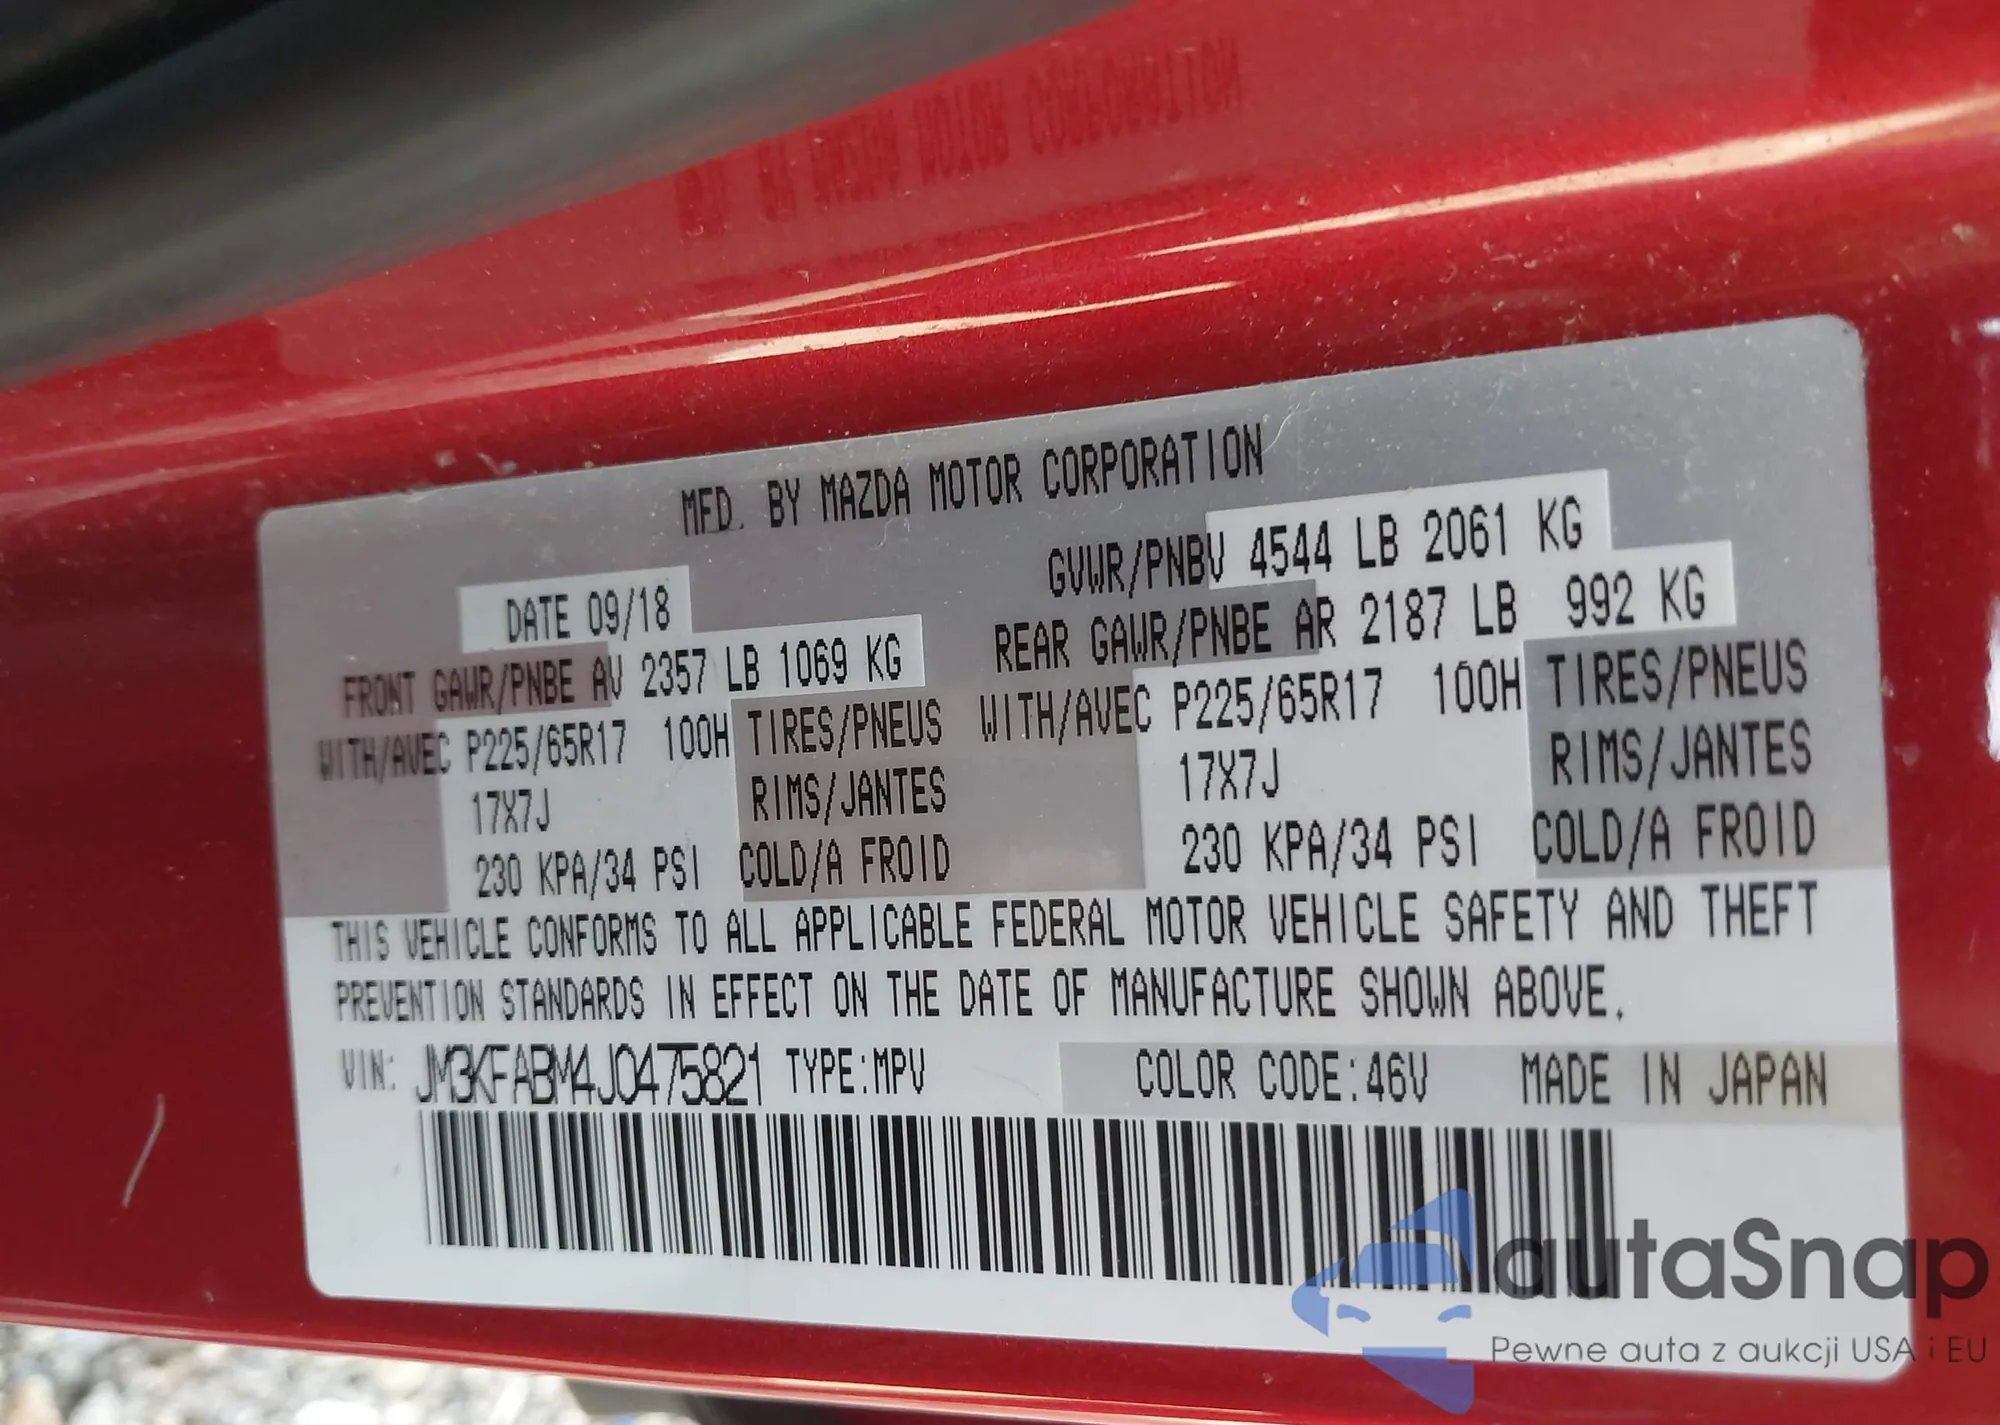 MFD. BY MAZDA MOTOR CORPORATION
GVWR/PNBV 4544 LB 2061 KG
DATE 09/18
FRONT GAWR/PNBE AV 2357 LB 1069 KG
REAR GAWR/PNBE AR 2187 LB 992 KG
WITH/AVEC P225/65R17 100H TIRES/PNEUS
WITH/AVEC P225/65R17 100H TIRES/PNEUS
17X7J RIMS/JANTES
17X7J RIMS/JANTES
230 KPA/34 PSI COLD/A FROID
230 KPA/34 PSI COLD/A FROID
THIS VEHICLE CONFORMS TO ALL APPLICABLE FEDERAL MOTOR VEHICLE SAFETY AND THEFT
PREVENTION STANDARDS IN EFFECT ON THE DATE OF MANUFACTURE SHOWN ABOVE.
VIN: JM3KFABM4J0475821 TYPE:MPV COLOR CODE:46V MADE IN JAPAN
autaSnap
Pewne auta z aukcji USA i EU